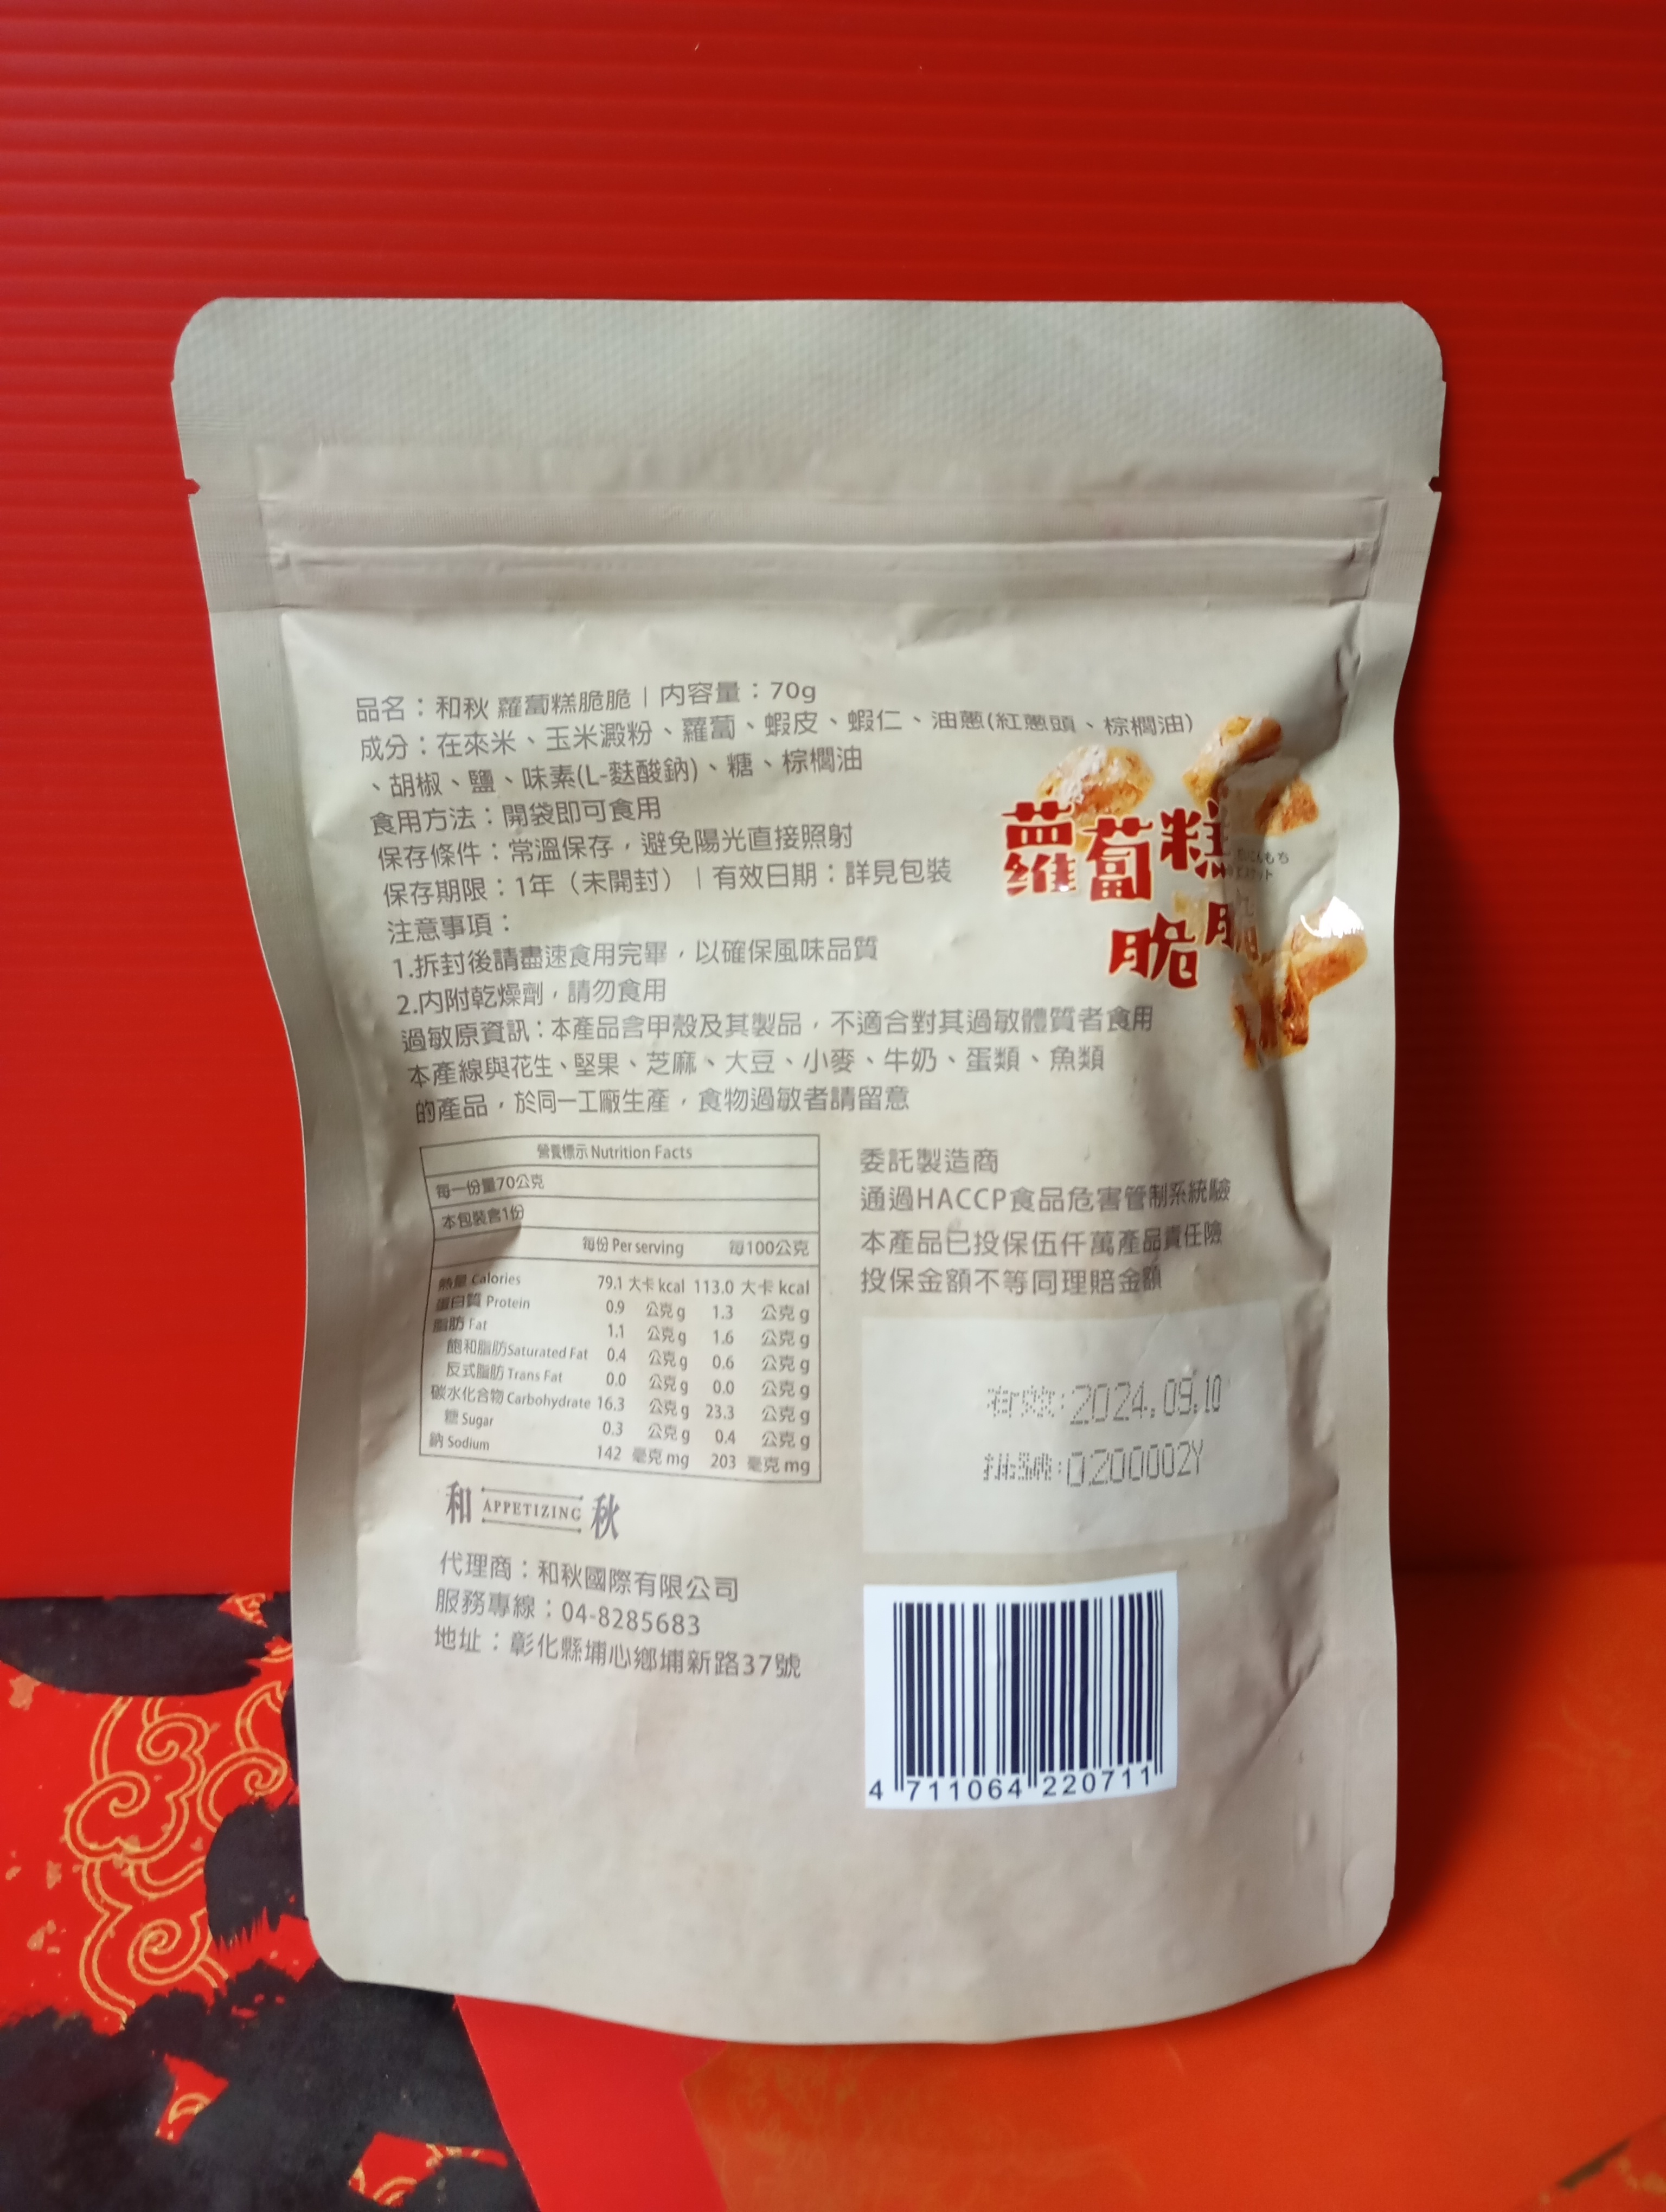 品名：和秋 蘿蔔糕脆脆 | 內容量：70g
成分：在來米、玉米澱粉、蘿蔔、蝦皮、蝦仁、油蔥(紅蔥頭、棕櫚油)
、胡椒、鹽、味素(L-麩酸鈉)、糖、棕櫚油
食用方法：開袋即可食用
保存條件：常溫保存，避免陽光直接照射
保存期限：1年（未開封） | 有效日期：詳見包裝
注意事項：
1.拆封後請盡速食用完畢，以確保風味品質
2.內附乾燥劑，請勿食用
過敏原資訊：本產品含甲殼及其製品，不適合對其過敏體質者食用
本產線與花生、堅果、芝麻、大豆、小麥、牛奶、蛋類、魚類
的產品，於同一工廠生產，食物過敏者請留意
蘿蔔糕
脆脆
營養標示 Nutrition Facts
每一份量70公克
本包裝含1份
每份 Per serving 每100公克
熱量 Calories 79.1 大卡 kcal 113.0 大卡 kcal
蛋白質 Protein 0.9 公克 g 1.3 公克 g
脂肪 Fat 1.1 公克 g 1.6 公克 g
飽和脂肪 Saturated Fat 0.4 公克 g 0.6 公克 g
反式脂肪 Trans Fat 0.0 公克 g 0.0 公克 g
碳水化合物 Carbohydrate 16.3 公克 g 23.3 公克 g
糖 Sugar 0.3 公克 g 0.4 公克 g
鈉 Sodium 142 毫克 mg 203 毫克 mg
和 APPETIZING 秋
代理商：和秋國際有限公司
服務專線：04-8285683
地址：彰化縣埔心鄉埔新路37號
委託製造商
通過HACCP食品危害管制系統驗
本產品已投保伍仟萬產品責任險
投保金額不等同理賠金額
有效:2024.09.10
批號:0200002Y
4 711064 220711